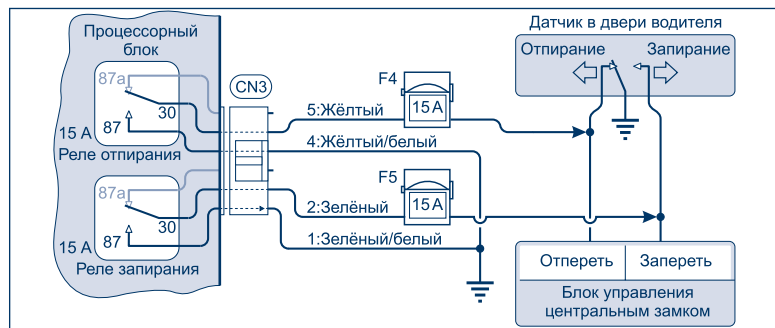 Процессорный
блок
87а
30
15 А
87
Реле отпирания
87а
30
15 А
87
Реле запирания
CN3
5:Жёлтый
4:Жёлтый/белый
2:Зелёный
1:Зелёный/белый
F4
15 А
F5
15 А
Датчик в двери водителя
Отпирание
Запирание
Отпереть
Запереть
Блок управления
центральным замком